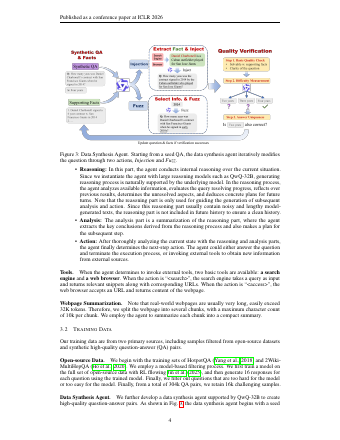 Published as a conference paper at ICLR 2026
Synthetic QA
& Facts
Synthetic QA
Supporting Facts
Injection
Fuzz
Extract Fact & Inject
Select Info. & Fuzz
Quality Verification
Figure 3: Data Synthesis Agent. Starting from a seed QA, the data synthesis agent iteratively modifies
the question through two actions, Injection and Fuzz.
• Reasoning: In this part, the agent conducts internal reasoning over the current situation.
Since we instantiate the agent with large reasoning models such as QwQ-32B, generating
reasoning process is naturally supported by the underlying model. In the reasoning process,
the agent analyzes available information, evaluates the query resolving progress, reflects over
previous results, determines the unresolved aspects, and deduces concrete plans for future
turns. Note that the reasoning part is only used for guiding the generation of subsequent
analysis and action. Since this reasoning part usually contain noisy and lengthy model-
generated texts, the reasoning part is not included in future history to ensure a clean history.
• Analysis: The analysis is a summarization of the reasoning part, where the agent
extracts the key conclusions derived from the reasoning process and also makes a plan for
the subsequent step.
• Action: After thoroughly analyzing the current state with the reasoning and analysis parts,
the agent finally determines the next-step action. The agent could either answer the question
and terminate the execution process, or invoking external tools to obtain new information
from external sources.
Tools. When the agent determines to invoke external tools, two basic tools are available: a search
engine and a web browser. When the action is "<search>", the search engine takes a query as input
and returns relevant snippets along with corresponding URLs. When the action is "<access>", the
web browser accepts an URL and returns content of the webpage.
Webpage Summarization. Note that real-world webpages are usually very long, easily exceed
32K tokens. Therefore, we split the webpage into several chunks, with a maximum character count
of 10k per chunk. We employ the agent to summarize each chunk into a compact summary.
3.2 TRAINING DATA
Our training data are from two primary sources, including samples filtered from open-source datasets
and synthetic high-quality question-answer (QA) pairs.
Open-source Data. We begin with the training sets of HotpotQA (Yang et al., 2018) and 2Wiki-
MultiHopQA (Ho et al., 2020). We employ a model-based filtering process. We first train a model on
the full set of open-source data with RL, and then generate 16 responses for
each question using the trained model. Finally, we filter out questions that are too hard for the model
or too easy for the model. Finally, from a total of 304k QA pairs, we retain 16k challenging samples.
Data Synthesis Agent. We further develop a data synthesis agent supported by QwQ-32B to create
high-quality question-answer pairs. As shown in Fig. 3, the data synthesis agent begins with a seed
4